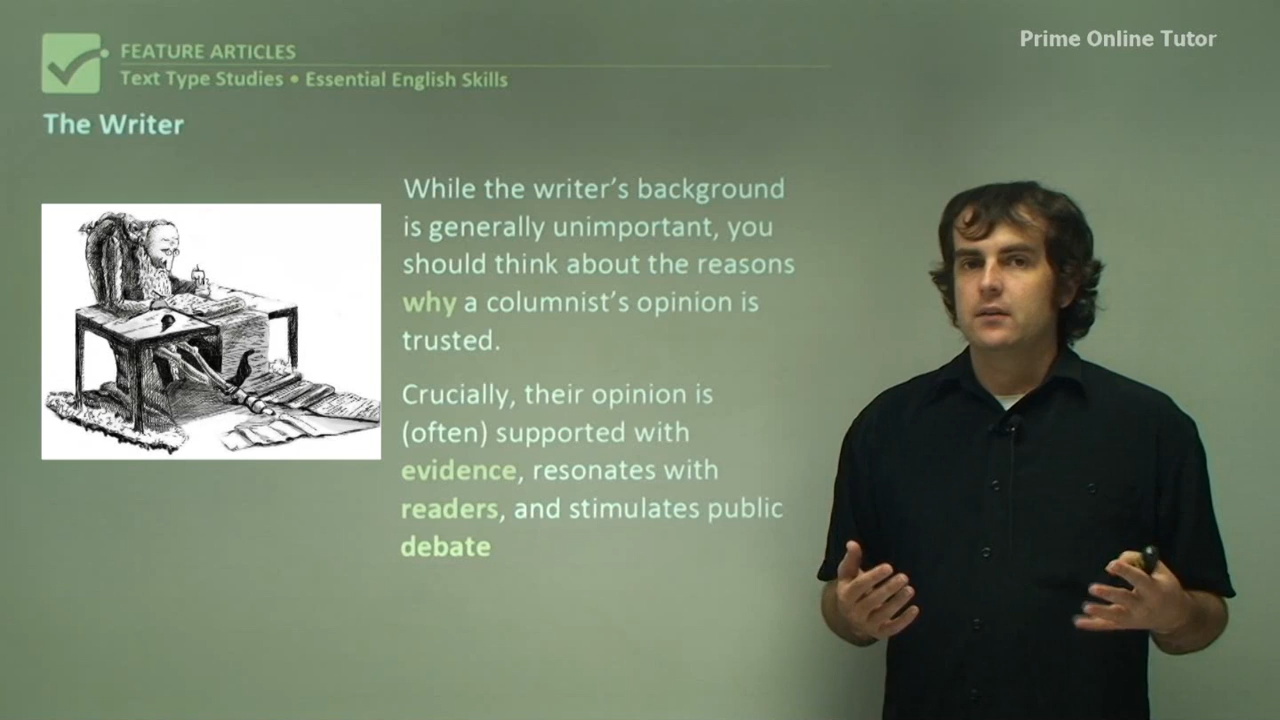 FEATURE ARTICLES
Text Type Studies • Essential English Skills
Prime Online Tutor
The Writer
While the writer’s background
is generally unimportant, you
should think about the reasons
why a columnist’s opinion is
trusted.
Crucially, their opinion is
(often) supported with
evidence, resonates with
readers, and stimulates public
debate